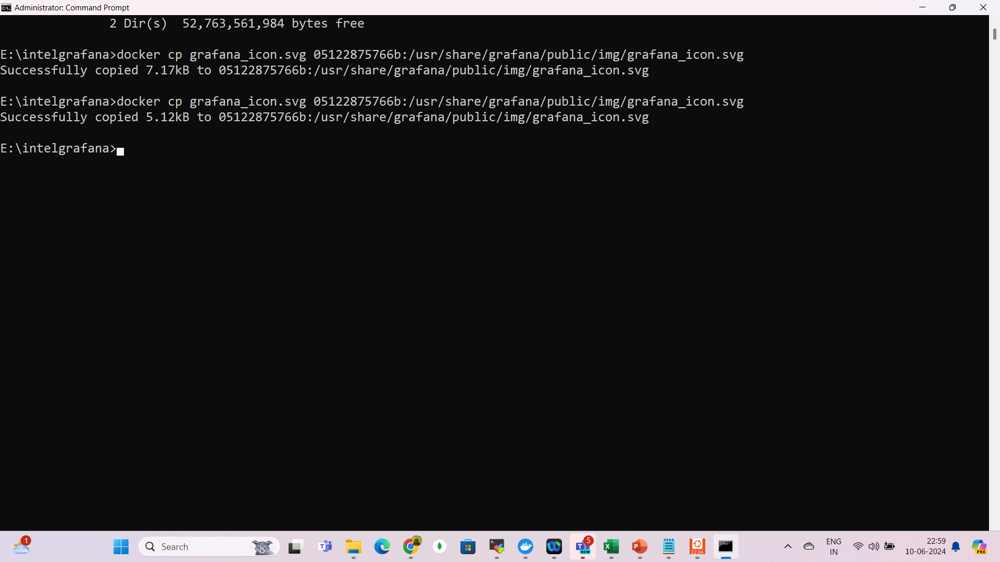 Administrator: Command Prompt
2 Dir(s)  52,763,561,984 bytes free
E:\intelgrafana>docker cp grafana_icon.svg 05122875766b:/usr/share/grafana/public/img/grafana_icon.svg
Successfully copied 7.17kB to 05122875766b:/usr/share/grafana/public/img/grafana_icon.svg
E:\intelgrafana>docker cp grafana_icon.svg 05122875766b:/usr/share/grafana/public/img/grafana_icon.svg
Successfully copied 5.12kB to 05122875766b:/usr/share/grafana/public/img/grafana_icon.svg
E:\intelgrafana>
1
Search
5
NEW
22.04
ENG
IN
22:59
10-06-2024
PRE